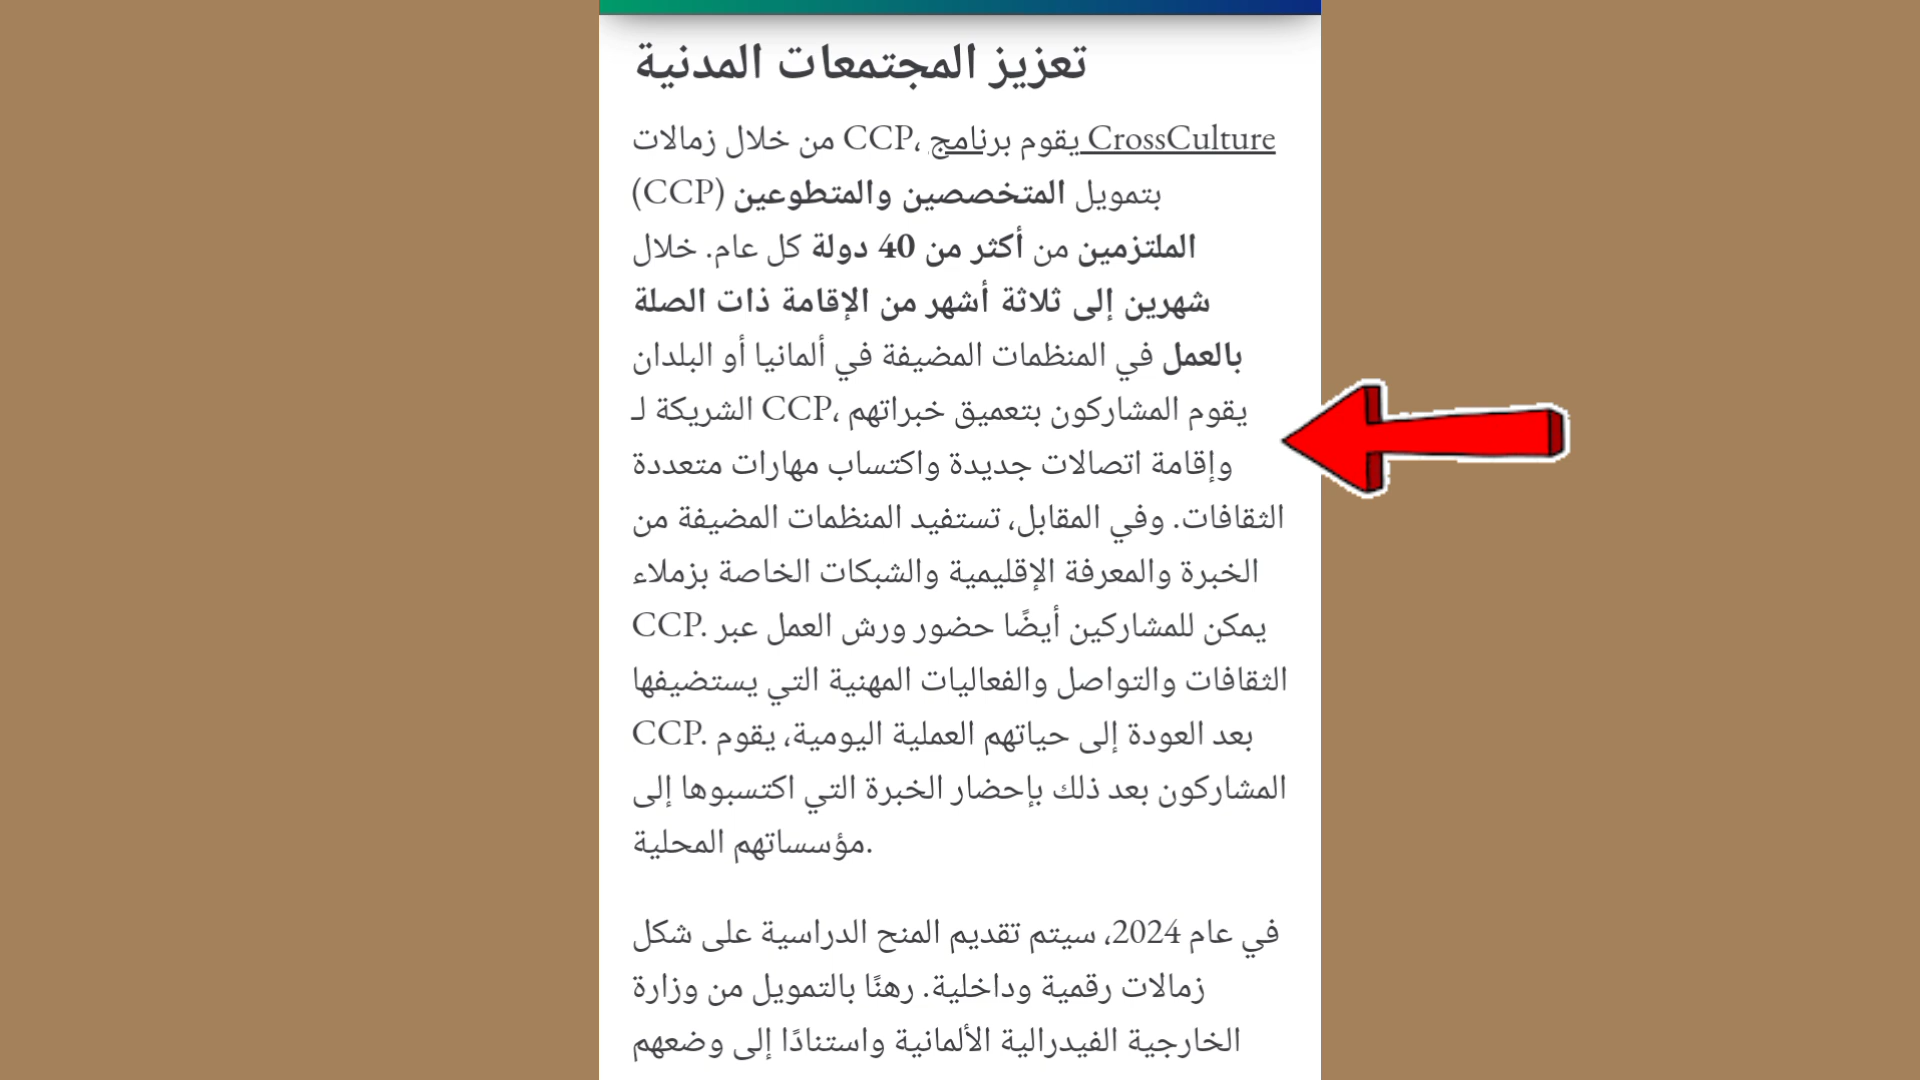 تعزيز المجتمعات المدنية
من خلال زمالات CCP، يقوم برنامج CrossCulture
(CCP) بتمويل المتخصصين والمتطوعين
الملتزمين من أكثر من 40 دولة كل عام. خلال
شهرين إلى ثلاثة أشهر من الإقامة ذات الصلة
بالعمل في المنظمات المضيفة في ألمانيا أو البلدان
الشريكة لـ CCP، يقوم المشاركون بتعميق خبراتهم
وإقامة اتصالات جديدة واكتساب مهارات متعددة
الثقافات. وفي المقابل، تستفيد المنظمات المضيفة من
الخبرة والمعرفة الإقليمية والشبكات الخاصة بزملاء
CCP. يمكن للمشاركين أيضًا حضور ورش العمل عبر
الثقافات والتواصل والفعاليات المهنية التي يستضيفها
CCP. بعد العودة إلى حياتهم العملية اليومية، يقوم
المشاركون بعد ذلك بإحضار الخبرة التي اكتسبوها إلى
مؤسساتهم المحلية.
في عام 2024، سيتم تقديم المنح الدراسية على شكل
زمالات رقمية وداخلية. رهنًا بالتمويل من وزارة
الخارجية الفيدرالية الألمانية واستنادًا إلى وضعهم